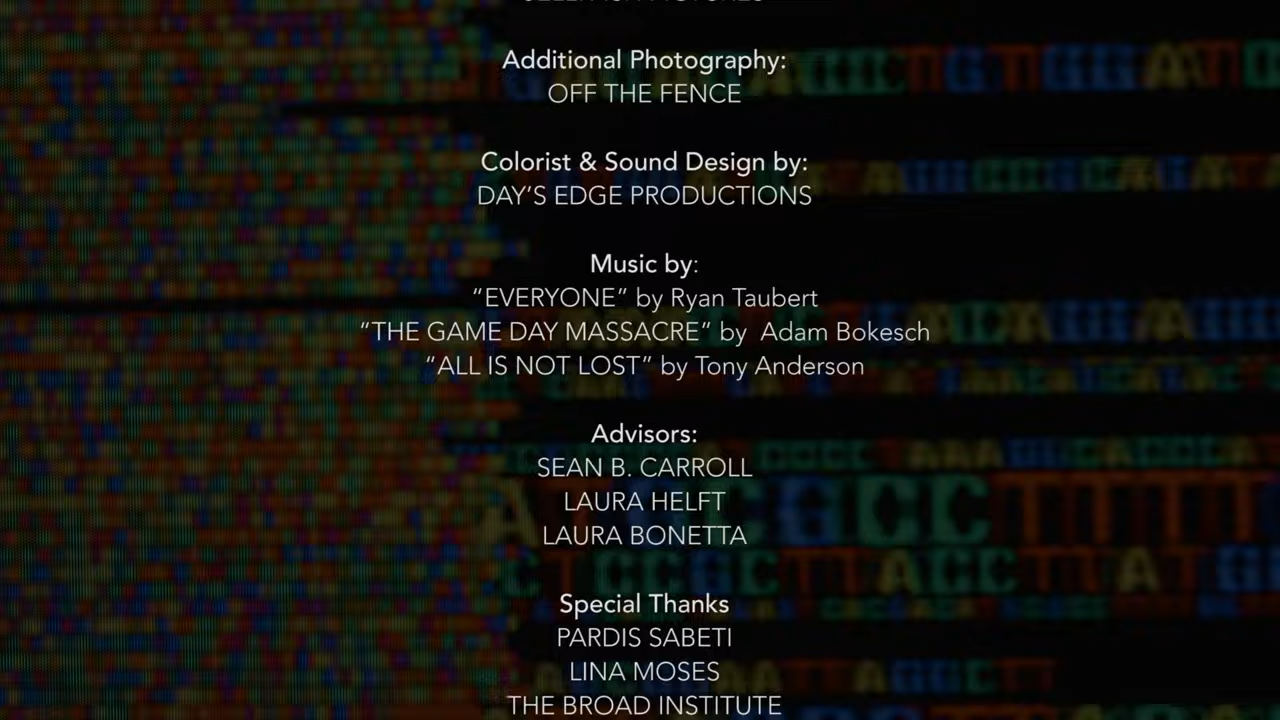 Additional Photography:
OFF THE FENCE
Colorist & Sound Design by:
DAY'S EDGE PRODUCTIONS
Music by:
“EVERYONE” by Ryan Taubert
“THE GAME DAY MASSACRE” by  Adam Bokesch
“ALL IS NOT LOST” by Tony Anderson
Advisors:
SEAN B. CARROLL
LAURA HELFT
LAURA BONETTA
Special Thanks
PARDIS SABETI
LINA MOSES
THE BROAD INSTITUTE